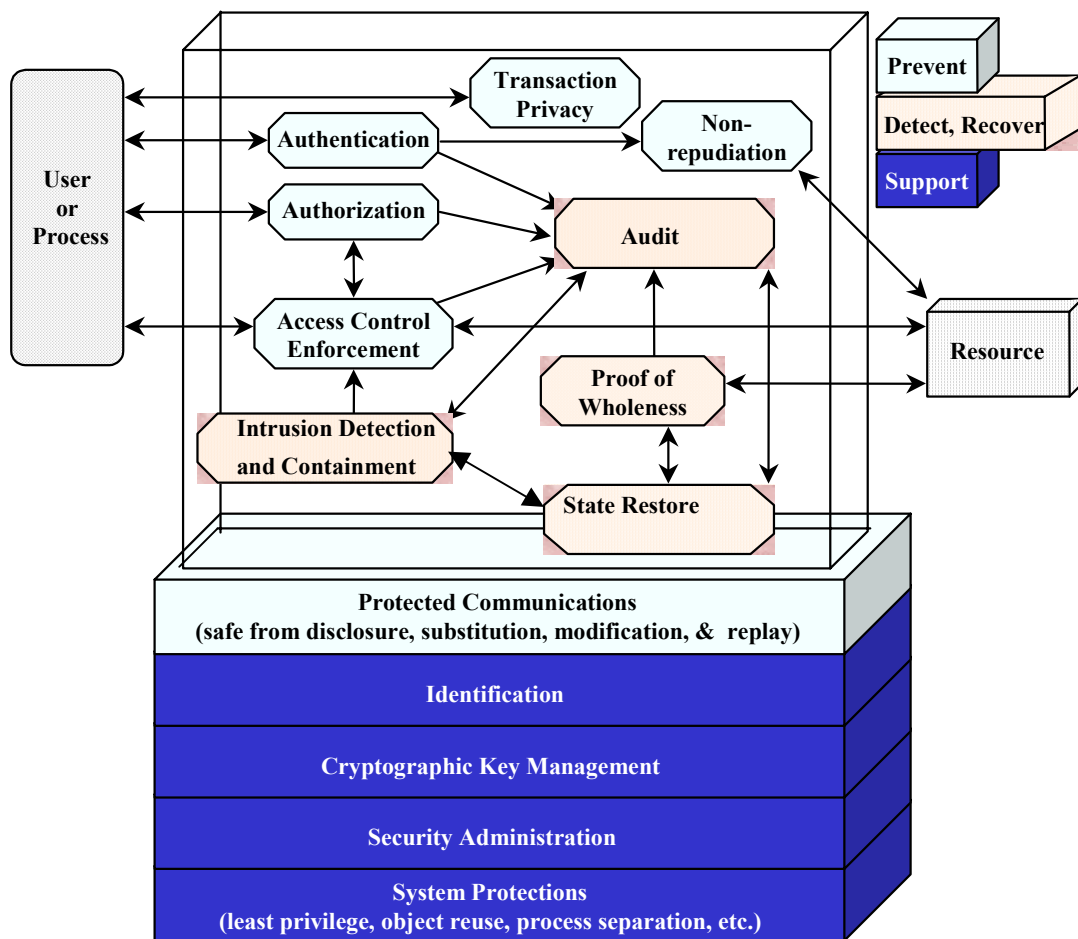 Prevent
Transaction
Privacy
Detect, Recover
Authentication
Non-
repudiation
Support
User
or
Process
Authorization
Audit
Access Control
Enforcement
Resource
Proof of
Wholeness
Intrusion Detection
and Containment
State Restore
Protected Communications
(safe from disclosure, substitution, modification, & replay)
Identification
Cryptographic Key Management
Security Administration
System Protections
(least privilege, object reuse, process separation, etc.)